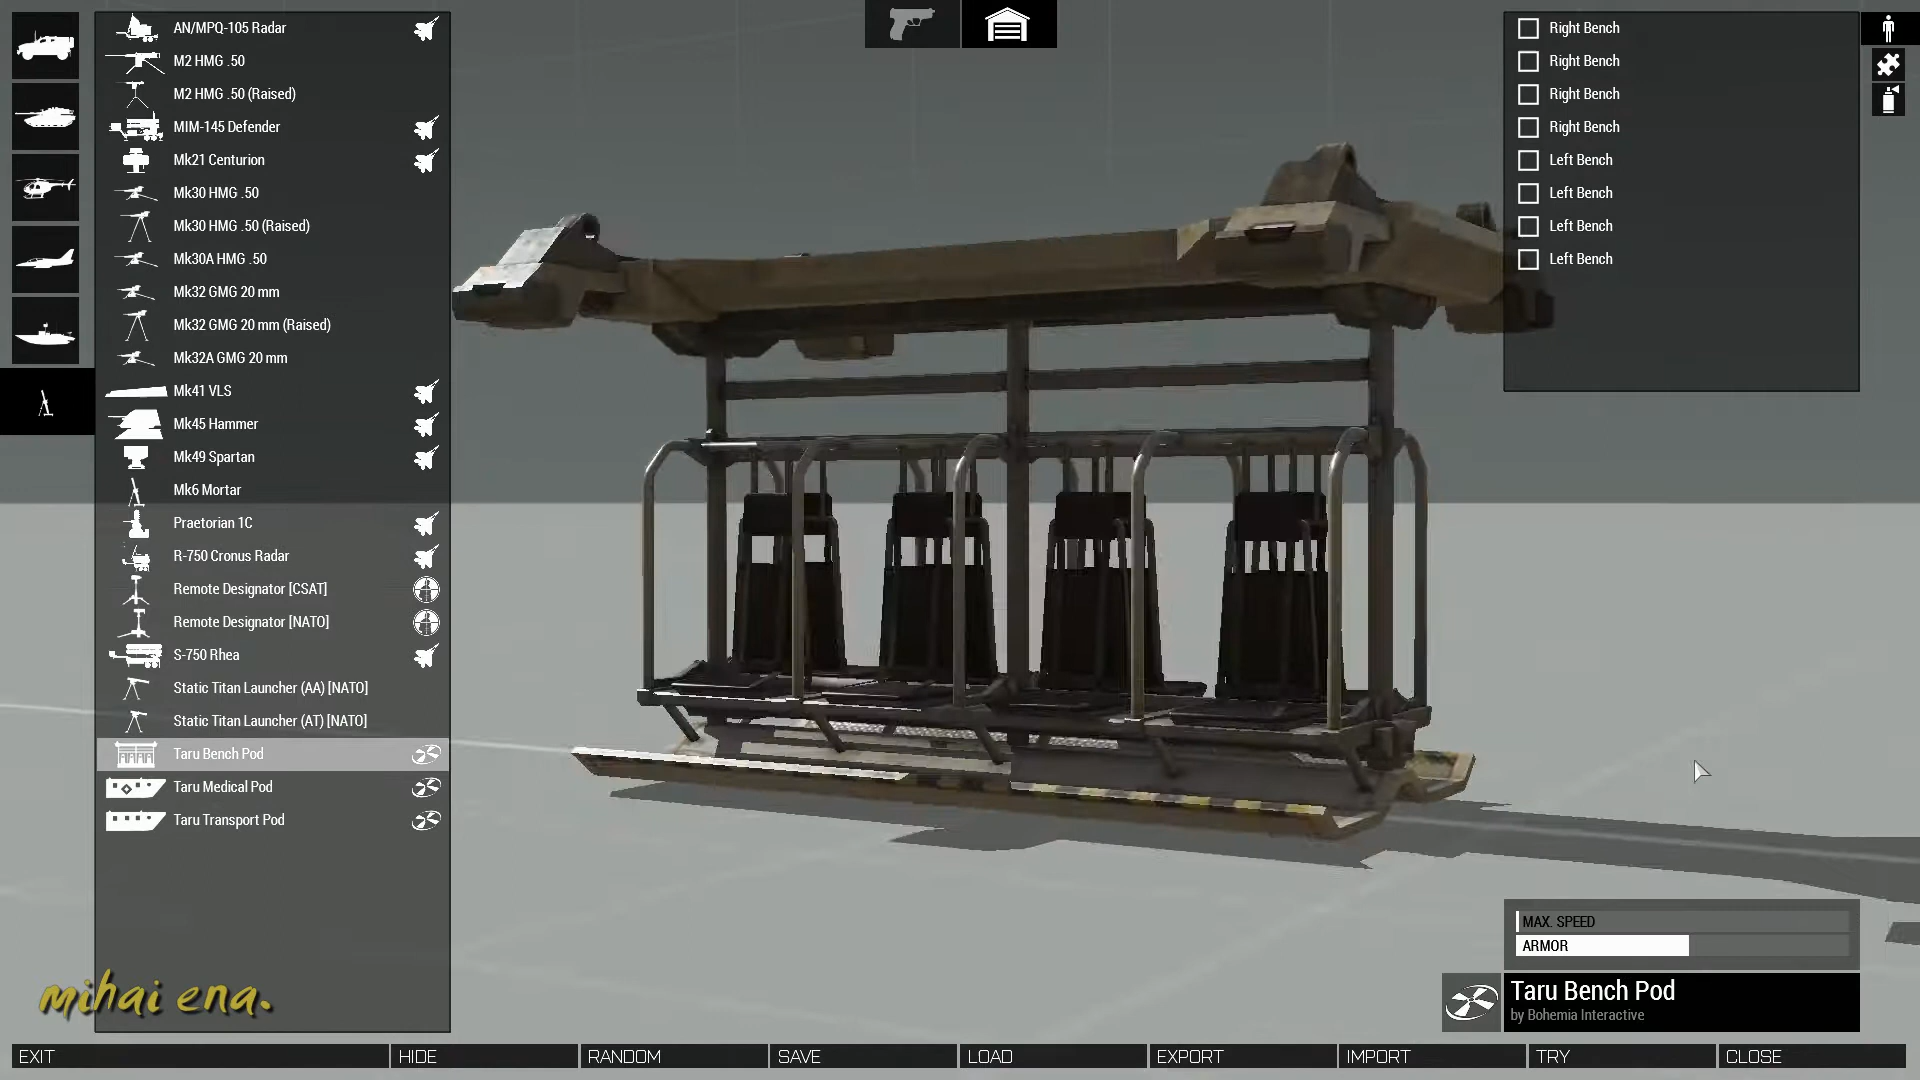 AN/MPQ-105 Radar
M2 HMG .50
M2 HMG .50 (Raised)
MIM-145 Defender
Mk21 Centurion
Mk30 HMG .50
Mk30 HMG .50 (Raised)
Mk30A HMG .50
Mk32 GMG 20 mm
Mk32 GMG 20 mm (Raised)
Mk32A GMG 20 mm
Mk41 VLS
Mk45 Hammer
Mk49 Spartan
Mk6 Mortar
Praetorian 1C
R-750 Cronus Radar
Remote Designator [CSAT]
Remote Designator [NATO]
S-750 Rhea
Static Titan Launcher (AA) [NATO]
Static Titan Launcher (AT) [NATO]
Taru Bench Pod
Taru Medical Pod
Taru Transport Pod
Right Bench
Right Bench
Right Bench
Right Bench
Left Bench
Left Bench
Left Bench
Left Bench
MAX. SPEED
ARMOR
Taru Bench Pod
by Bohemia Interactive
mihai ena.
EXIT
HIDE
RANDOM
SAVE
LOAD
EXPORT
IMPORT
TRY
CLOSE